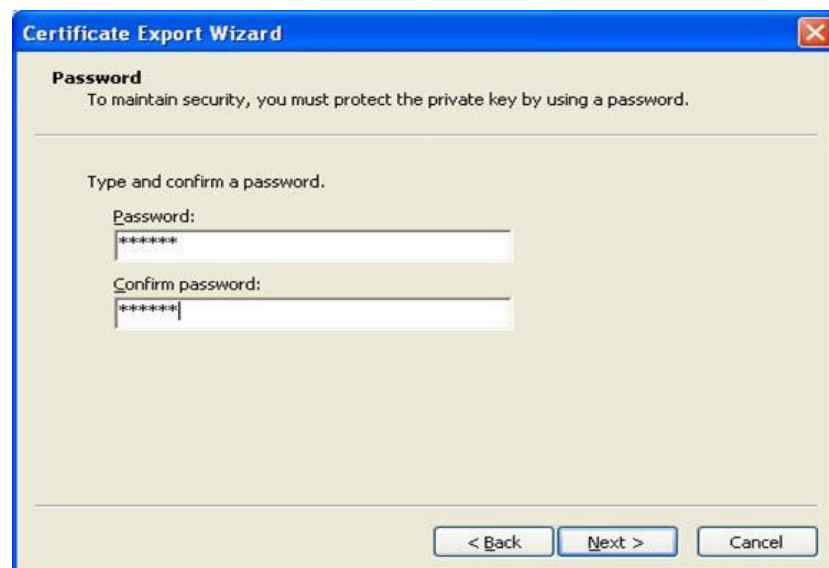 Certificate Export Wizard
Password
To maintain security, you must protect the private key by using a password.
Type and confirm a password.
Password:
******
Confirm password:
******
< Back Next > Cancel